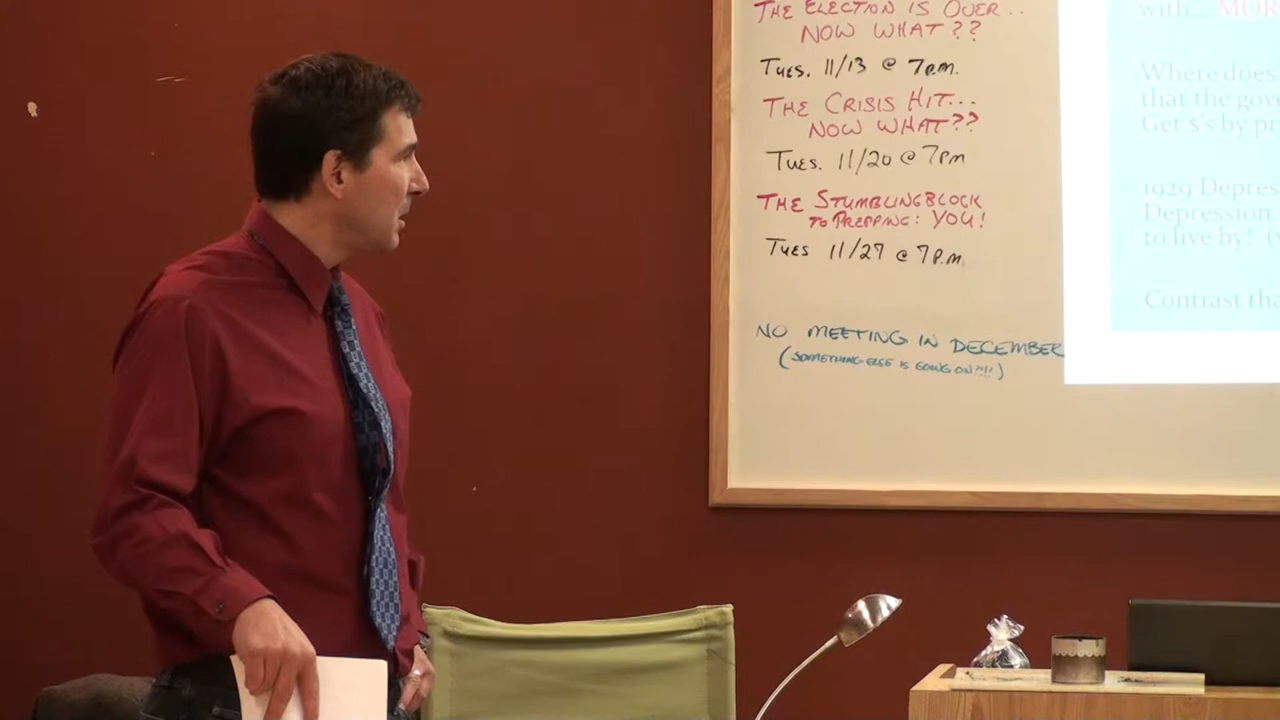 THE ELECTION IS OVER..
NOW WHAT??
TUES. 11/13 @ 7P.M.
THE CRISIS HIT...
NOW WHAT??
TUES. 11/20 @ 7PM
THE STUMBLINGBLOCK
TO PREPPING: YOU!
TUES 11/27 @ 7P.M.
NO MEETING IN DECEMBER
(SOMETHING ELSE IS GOING ON!!!!)
with... MOR
Where does
that the gov
Get $'s by pr
1929 Depres
Depression
to live by! (
Contrast tha